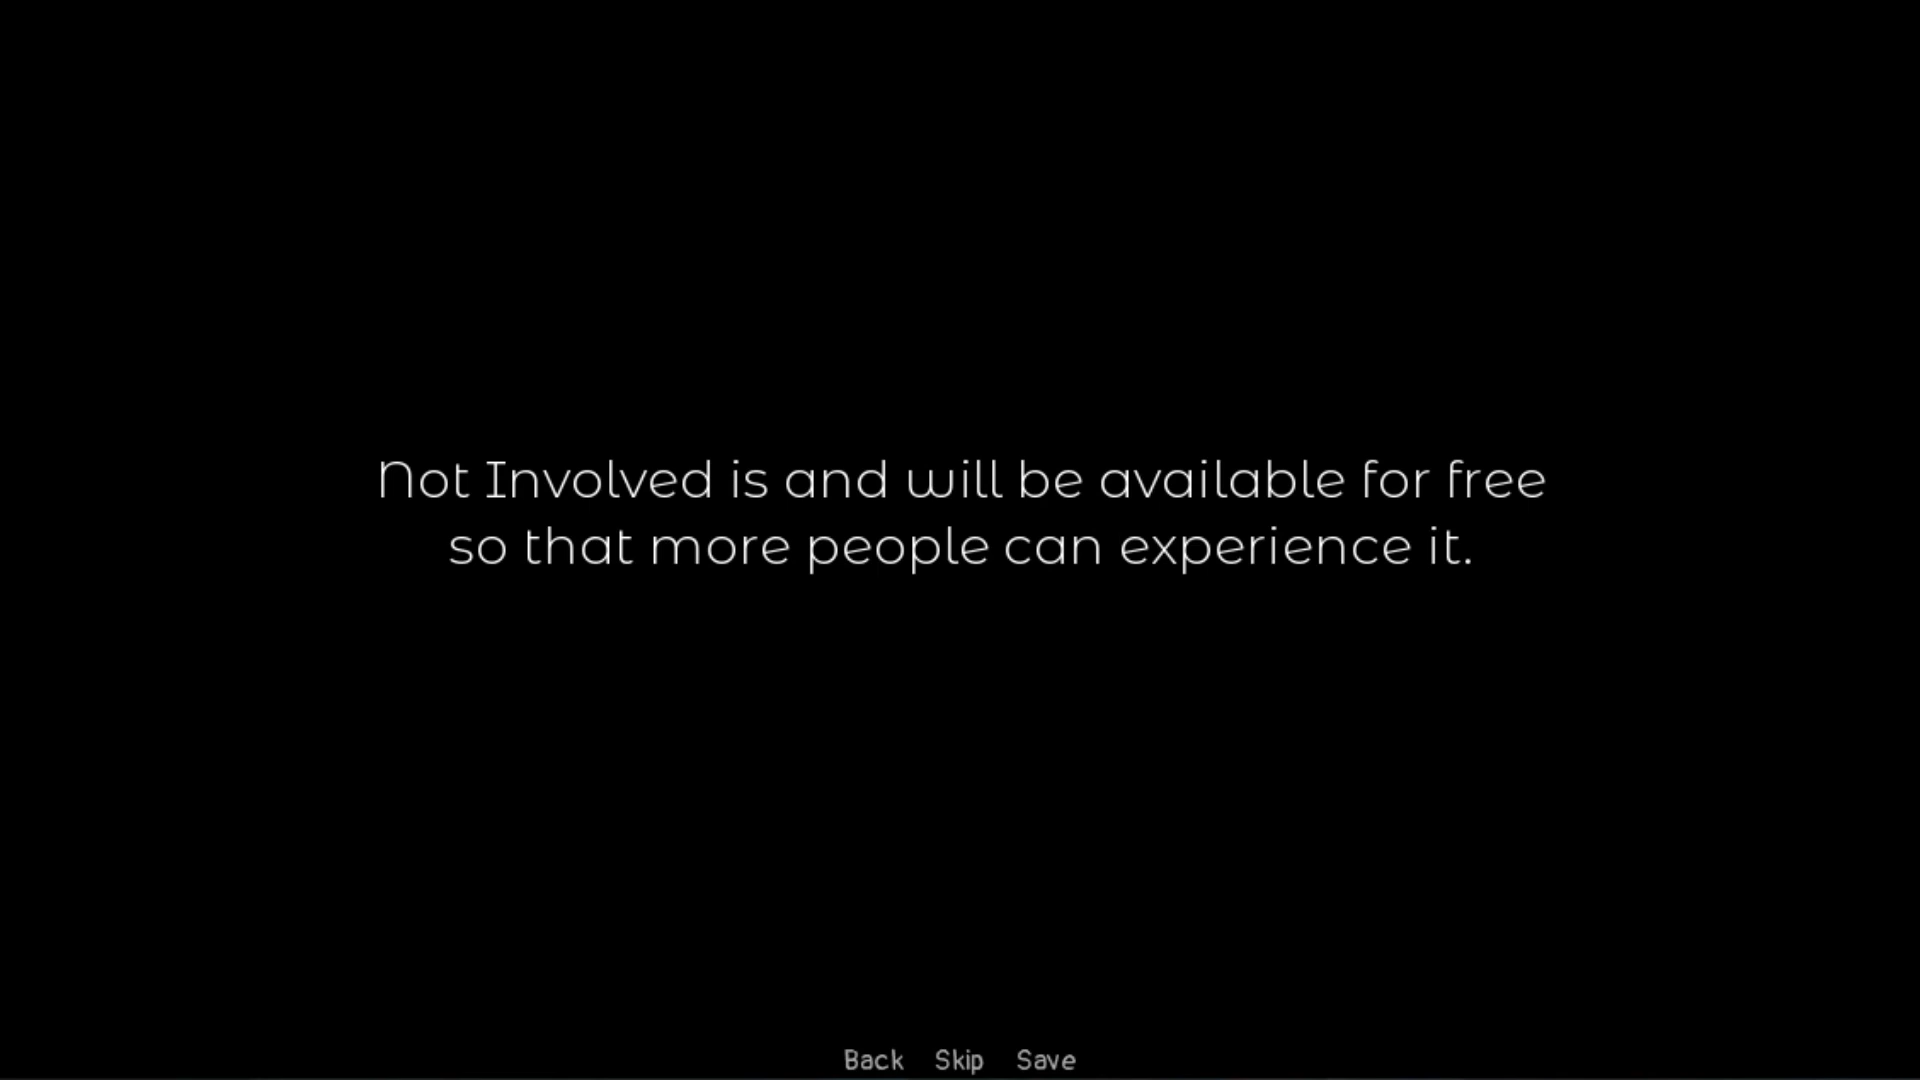 Not Involved is and will be available for free
so that more people can experience it.
Back Skip Save